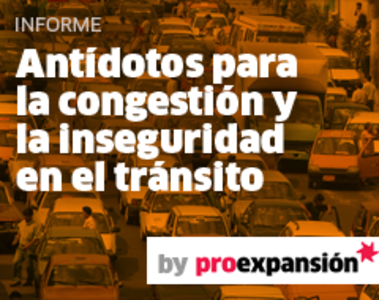 INFORME
Antídotos para
la congestión y
la inseguridad
en el tránsito
by proexpansión